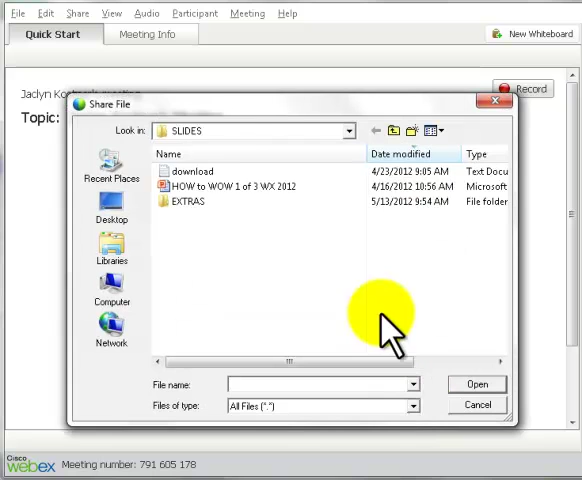 File Edit Share View Audio Participant Meeting Help
Quick Start Meeting Info New Whiteboard
Record
Jaclyn
Topic:
Share File
Look in: SLIDES
Name Date modified Type
download 4/23/2012 9:05 AM Text Docu
HOW to WOW 1 of 3 WX 2012 4/16/2012 10:56 AM Microsoft
EXTRAS 5/13/2012 9:54 AM File folder
Recent Places
Desktop
Libraries
Computer
Network
File name: Open
Files of type: All Files (*.*) Cancel
Cisco
webex Meeting number: 791 605 178